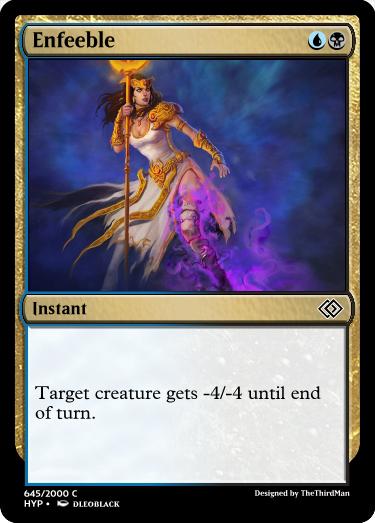 Enfeeble
Instant
Target creature gets -4/-4 until end
of turn.
645/2000 C
Designed by TheThirdMan
HYP • DLEOBLACK